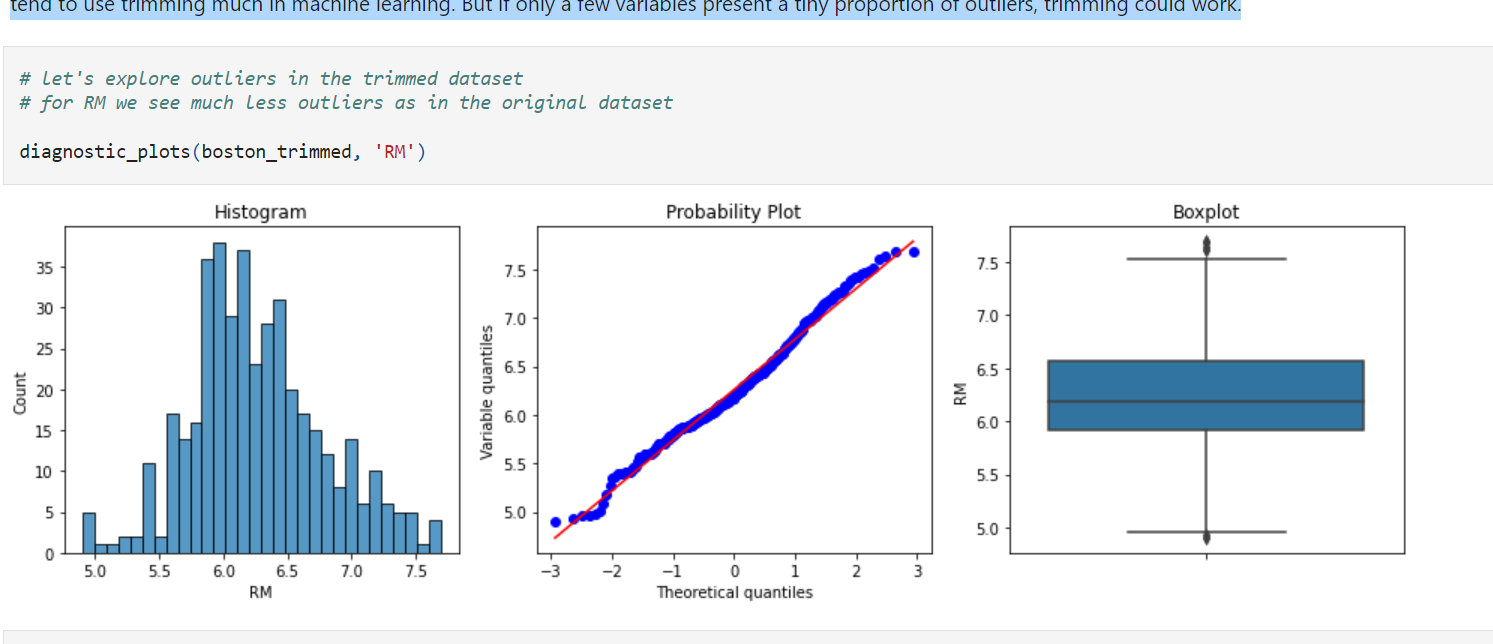 tend to use trimming much in machine learning. But if only a few variables present a tiny proportion of outliers, trimming could work.
# let's explore outliers in the trimmed dataset
# for RM we see much less outliers as in the original dataset
diagnostic_plots(boston_trimmed, 'RM')
Histogram
Count
35
30
25
20
15
10
5
0
5.0 5.5 6.0 6.5 7.0 7.5
RM
Probability Plot
Variable quantiles
7.5
7.0
6.5
6.0
5.5
5.0
−3 −2 −1 0 1 2 3
Theoretical quantiles
Boxplot
RM
7.5
7.0
6.5
6.0
5.5
5.0